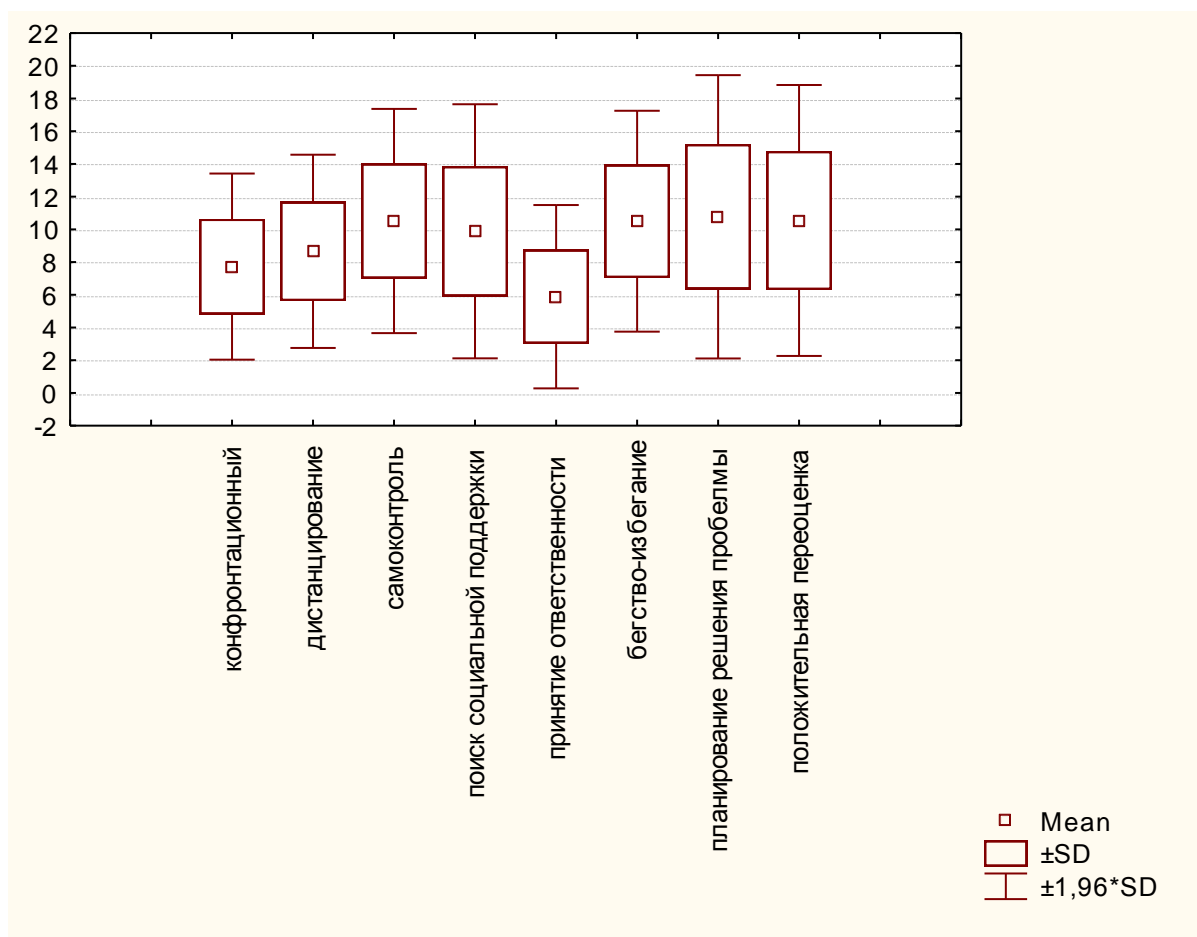 22
20
18
16
14
12
10
8
6
4
2
0
-2
конфронтационный
дистанцирование
самоконтроль
поиск социальной поддержки
принятие ответственности
бегство-избегание
планирование решения пробелмы
положительная переоценка
Mean
±SD
±1,96*SD